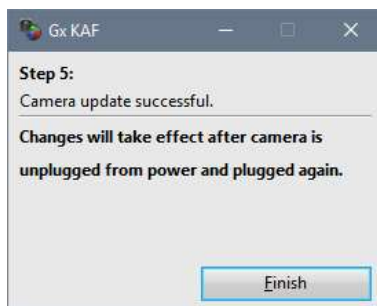 Gx KAF
Step 5:
Camera update successful.
Changes will take effect after camera is
unplugged from power and plugged again.
Finish